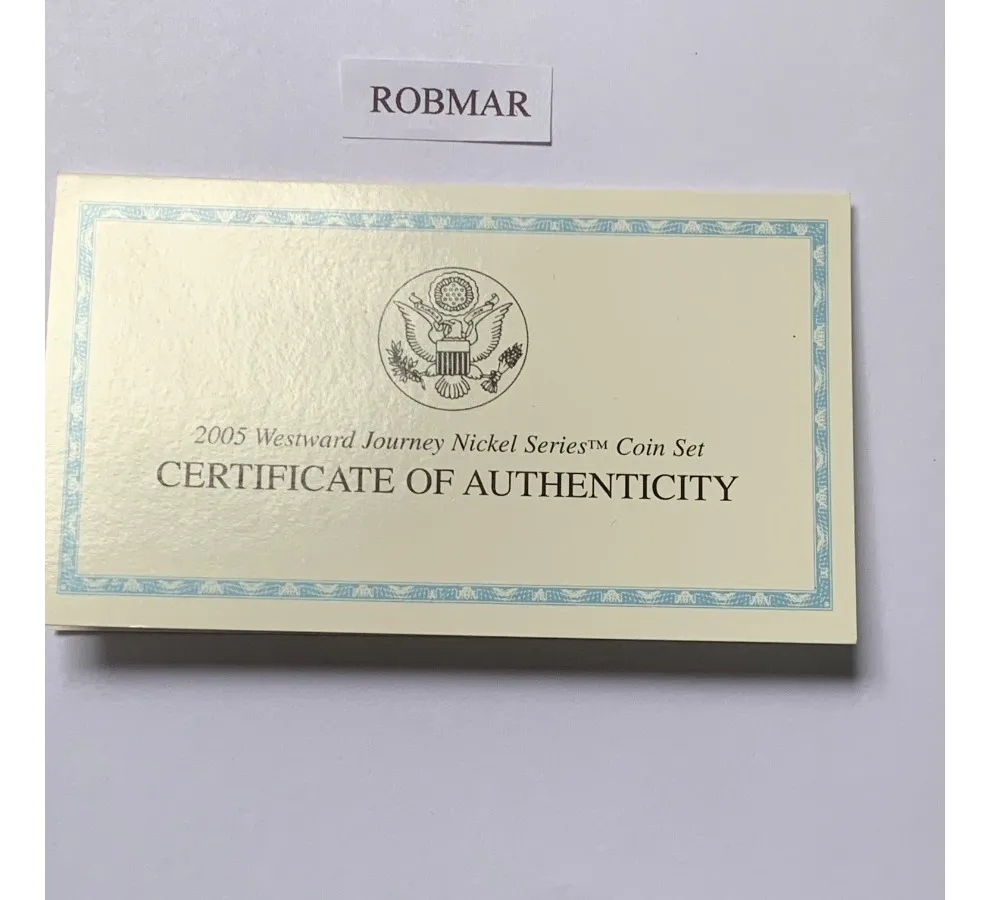 ROBMAR
2005 Westward Journey Nickel Series™ Coin Set
CERTIFICATE OF AUTHENTICITY